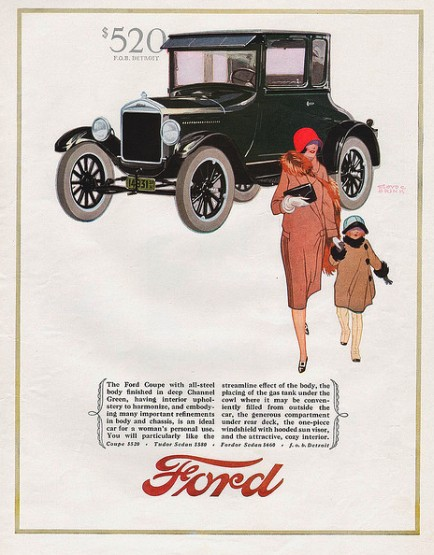 $520
F.O.B. DETROIT
The Ford Coupe with all-steel
body finished in deep Channel
Green, having interior uphol-
stery to harmonize, and embody-
ing many important refinements
in body and chassis, is an ideal
car for a woman's personal use.
You will particularly like the
streamline effect of the body, the
placing of the gas tank under the
cowl where it may be conven-
iently filled from outside the
car, the generous compartment
under rear deck, the one-piece
windshield with hooded sun visor,
and the attractive, cozy interior.
Coupe $520 • Tudor Sedan $580 • Fordor Sedan $660 • f. o. b. Detroit
Ford